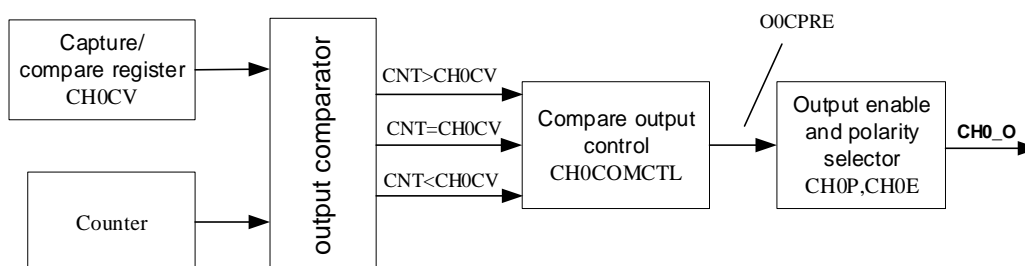 Capture/
compare register
CH0CV
Counter
output comparator
CNT>CH0CV
CNT=CH0CV
CNT<CH0CV
Compare output
control
CH0COMCTL
O0CPRE
Output enable
and polarity
selector
CH0P,CH0E
CH0_O